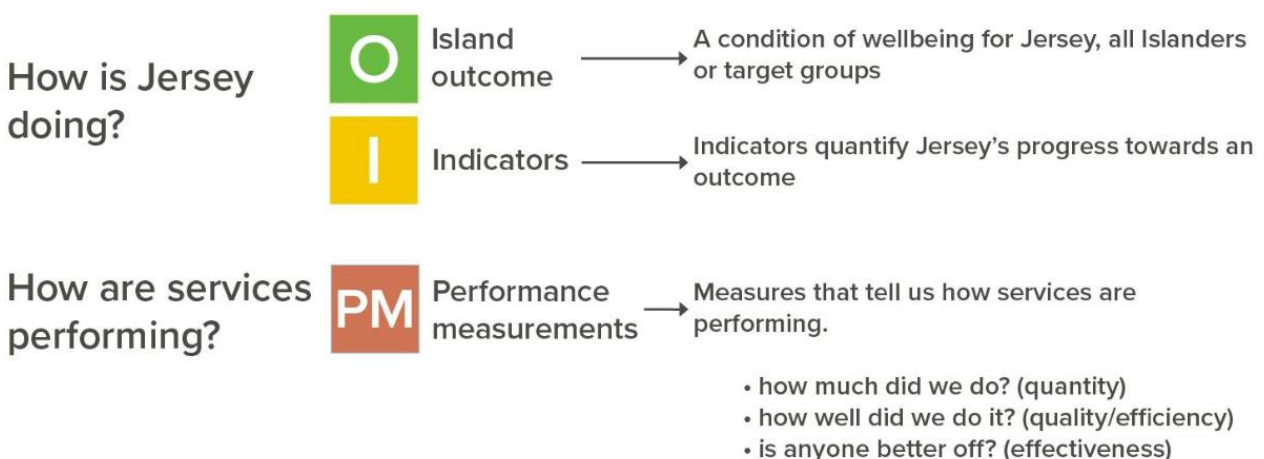 How is Jersey
doing?
O
Island
outcome
A condition of wellbeing for Jersey, all Islanders
or target groups
I
Indicators
Indicators quantify Jersey's progress towards an
outcome
How are services
performing?
PM
Performance
measurements
Measures that tell us how services are
performing.
• how much did we do? (quantity)
• how well did we do it? (quality/efficiency)
• is anyone better off? (effectiveness)